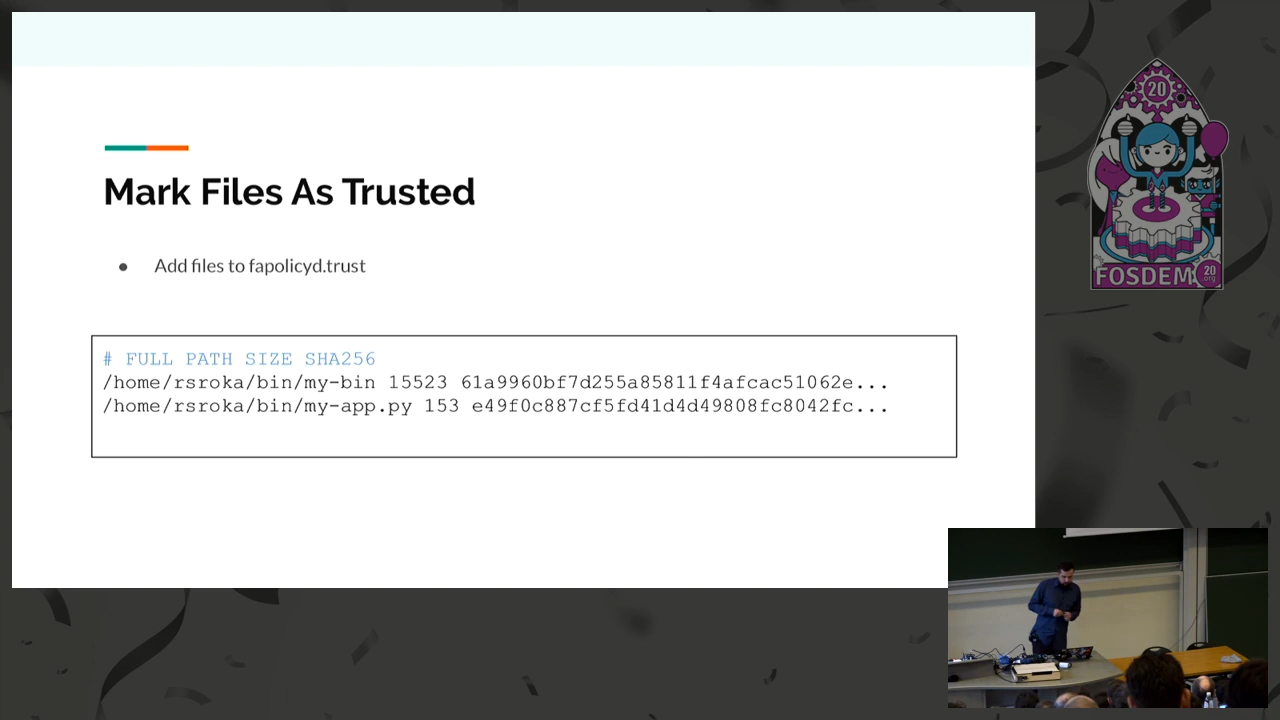 Mark Files As Trusted
● Add files to fapolicyd.trust
# FULL PATH SIZE SHA256
/home/rsroka/bin/my-bin 15523 61a9960bf7d255a85811f4afcac51062e...
/home/rsroka/bin/my-app.py 153 e49f0c887cf5fd41d4d49808fc8042fc...
20
FOSDEM
20
.org